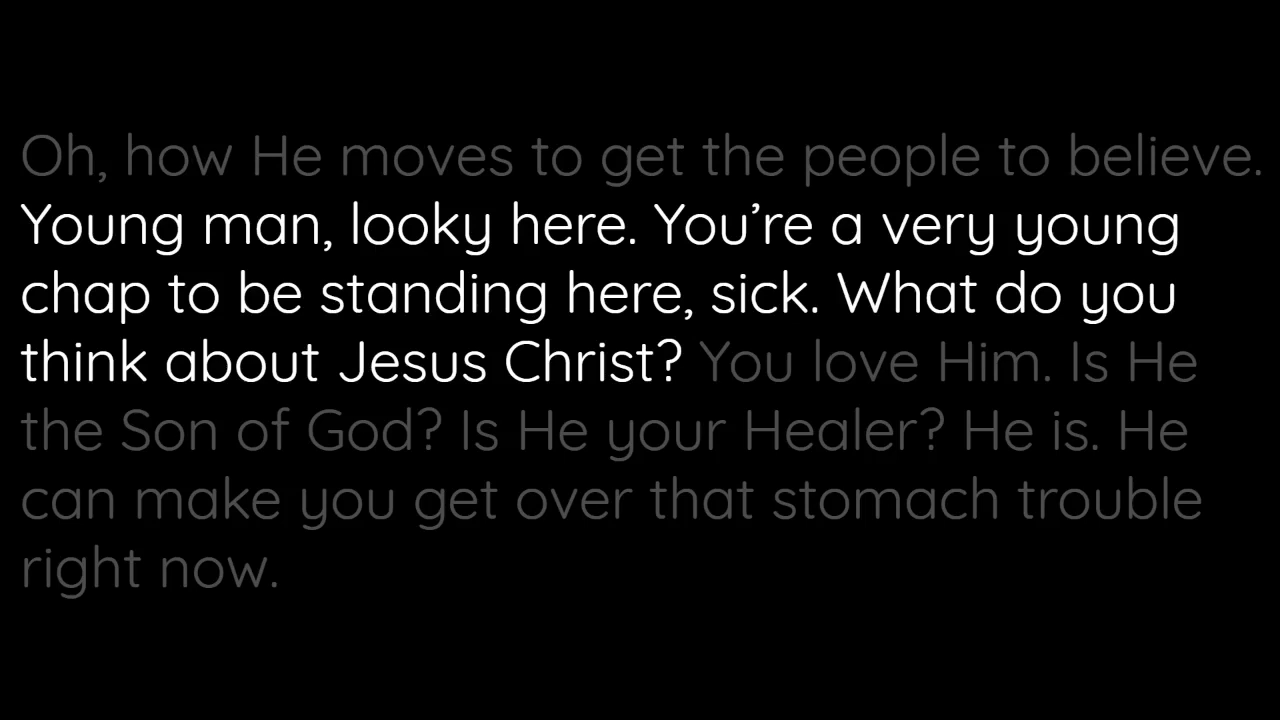 Oh, how He moves to get the people to believe.
Young man, looky here. You’re a very young
chap to be standing here, sick. What do you
think about Jesus Christ? You love Him. Is He
the Son of God? Is He your Healer? He is. He
can make you get over that stomach trouble
right now.